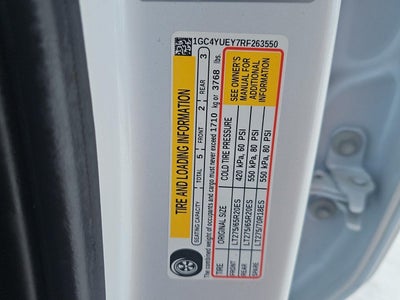 1GC4YUEY7RF263550
TIRE AND LOADING INFORMATION
SEATING CAPACITY TOTAL 5 FRONT 2 REAR 3
The combined weight of occupants and cargo must never exceed 1710 kg or 3768 lbs.
TIRE ORIGINAL SIZE COLD TIRE PRESSURE
FRONT LT275/65R20ES 420 kPa, 60 PSI
REAR LT275/65R20ES 550 kPa, 80 PSI
SPARE LT275/70R18ES 550 kPa, 80 PSI
SEE OWNER'S
MANUAL FOR
ADDITIONAL
INFORMATION